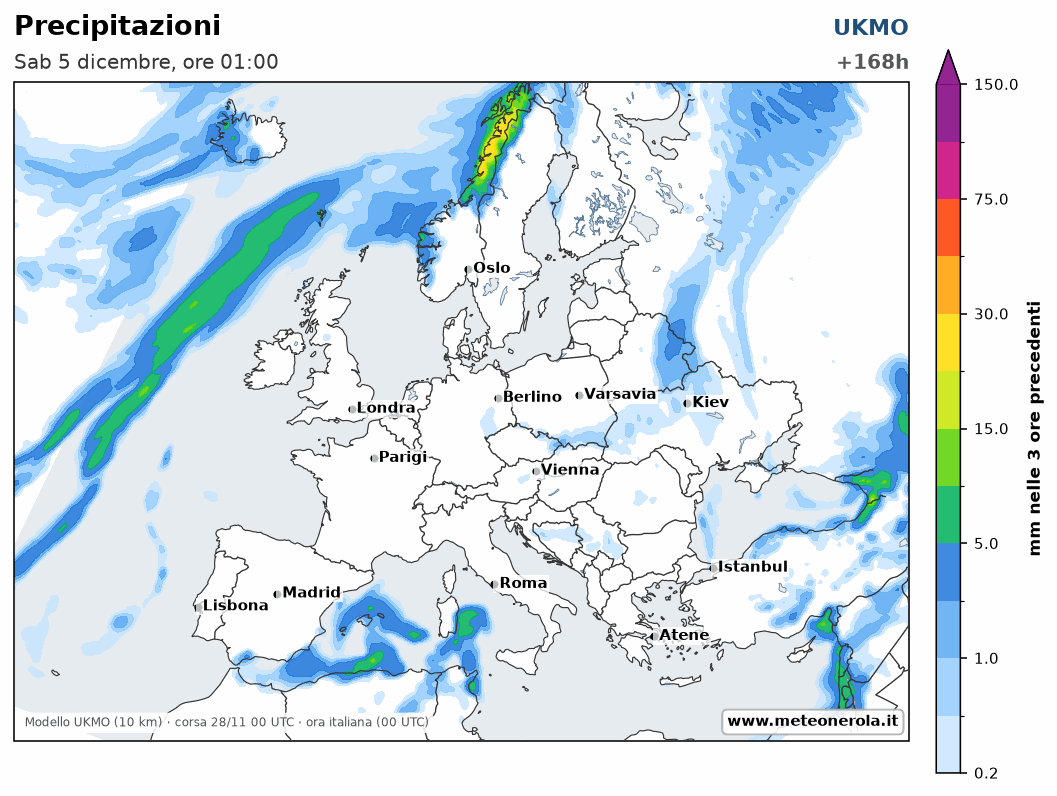 Precipitazioni
UKMO
Sab 5 dicembre, ore 01:00
+168h
150.0
75.0
30.0
15.0
5.0
1.0
0.2
mm nelle 3 ore precedenti
Oslo
Londra
Berlino
Varsavia
Kiev
Parigi
Vienna
Istanbul
Roma
Madrid
Lisbona
Atene
Modello UKMO (10 km) · corsa 28/11 00 UTC · ora italiana (00 UTC)
www.meteonerola.it